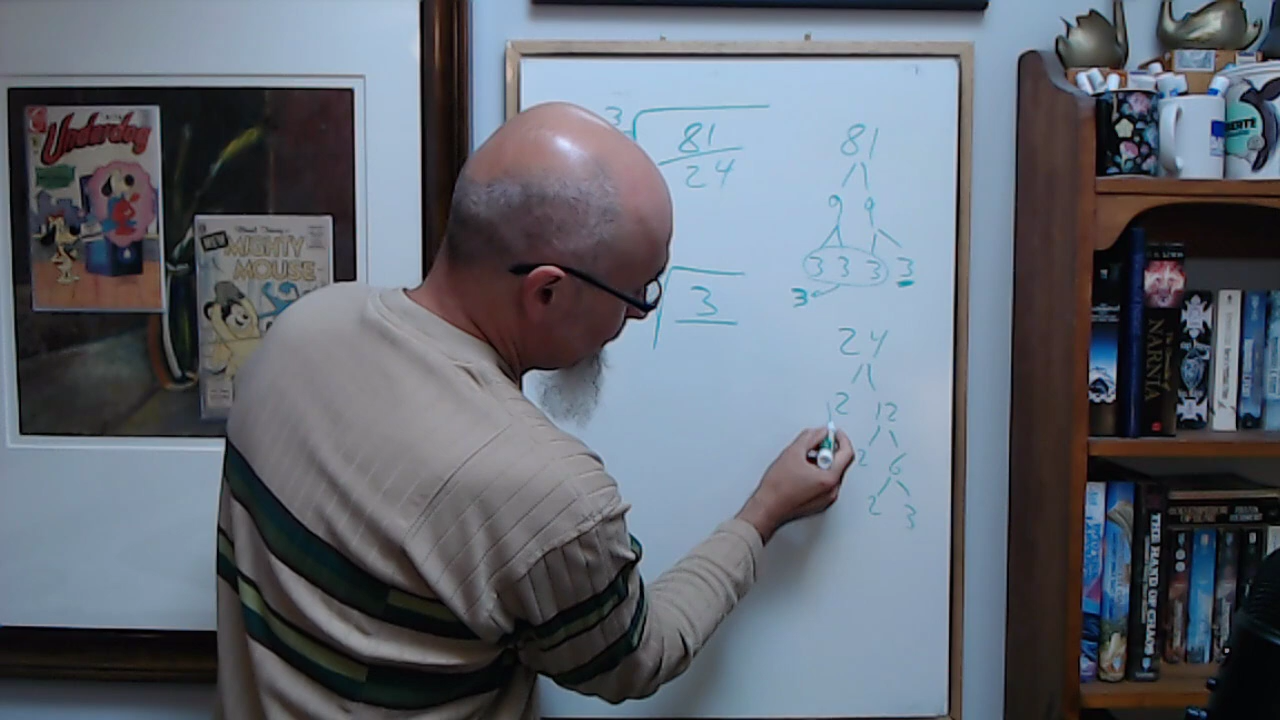 3
81
24
3
81
9 9
3 3 3 3
3
24
2 12
2 6
2 3
Underdog
NEW
MIGHTY
MOUSE
NARNIA
THE HAND OF CHAOS